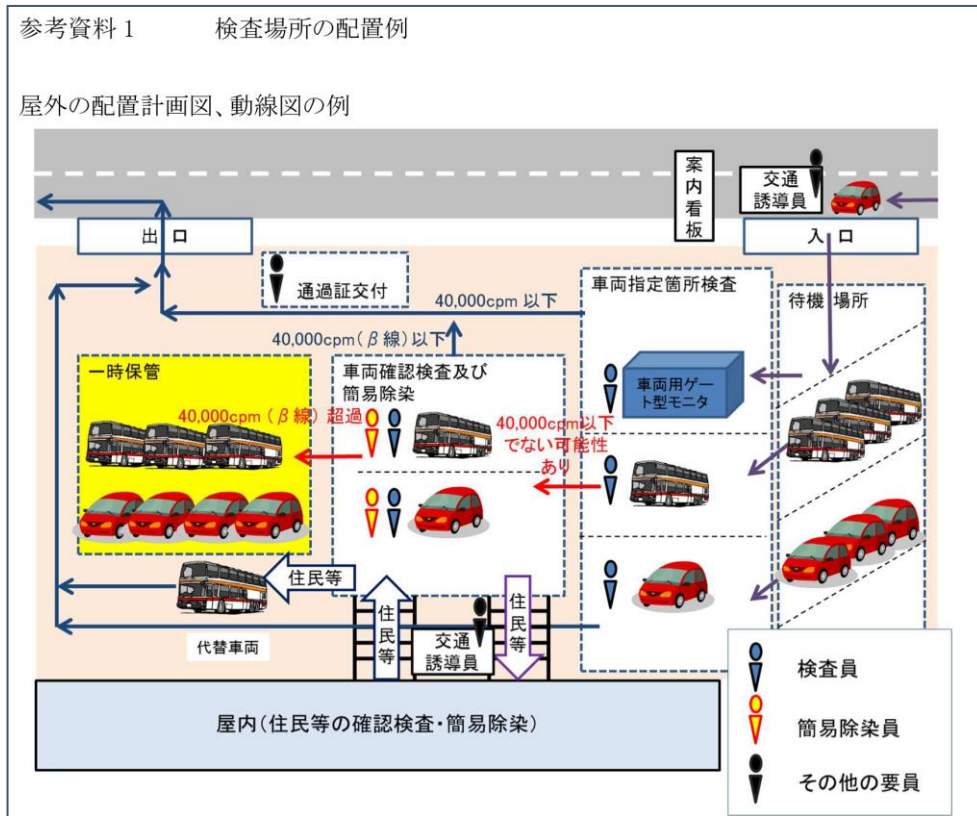 参考資料1　　検査場所の配置例
屋外の配置計画図、動線図の例
案内看板
交通
誘導員
出 口
入 口
通過証交付
車両指定箇所検査
待機 場所
40,000cpm 以下
40,000cpm(β線)以下
一時保管
車両確認検査及び
簡易除染
車両用ゲー
ト型モニタ
40,000cpm(β線) 超過
40,000cpm以下
でない可能性
あり
住民等
住民等
住民等
代替車両
交通
誘導員
屋内(住民等の確認検査・簡易除染)
検査員
簡易除染員
その他の要員